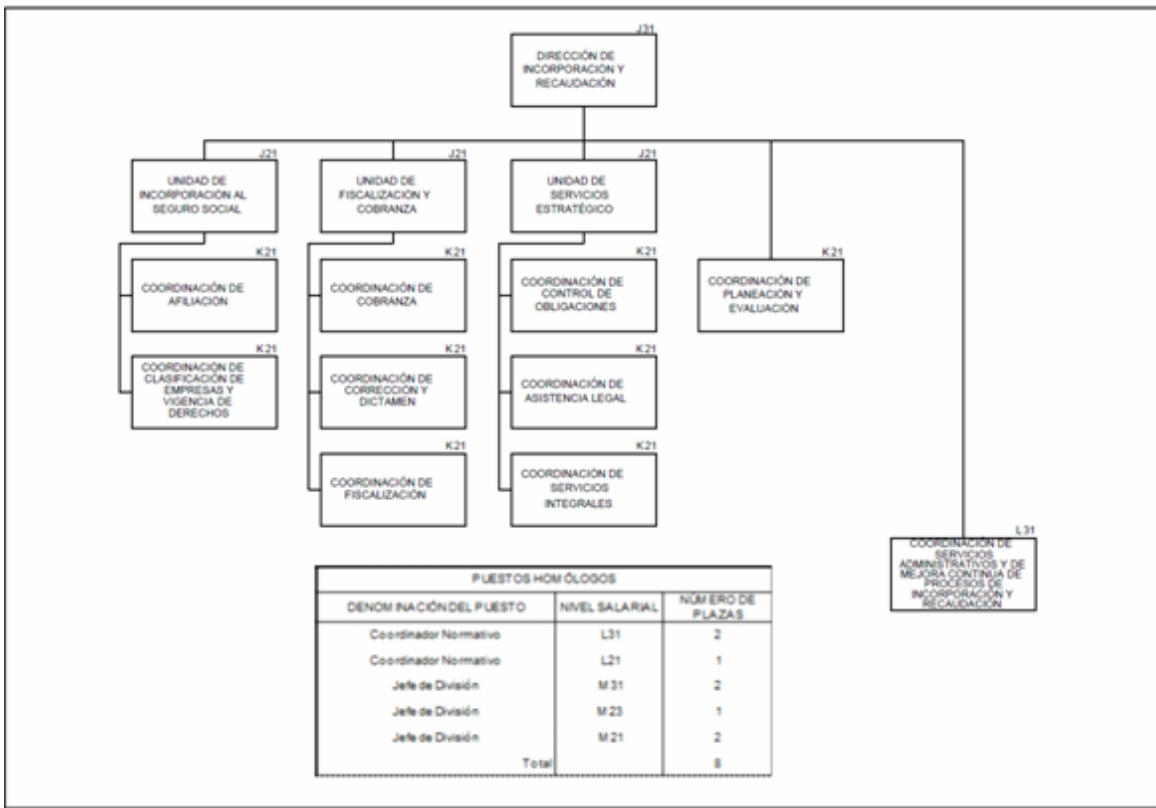 J31
DIRECCIÓN DE
INCORPORACIÓN Y
RECAUDACIÓN
J21
UNIDAD DE
INCORPORACIÓN AL
SEGURO SOCIAL
J21
UNIDAD DE
FISCALIZACIÓN Y
COBRANZA
J21
UNIDAD DE
SERVICIOS
ESTRATÉGICO
K21
COORDINACIÓN DE
AFILIACIÓN
K21
COORDINACIÓN DE
COBRANZA
K21
COORDINACIÓN DE
CONTROL DE
OBLIGACIONES
K21
COORDINACIÓN DE
PLANEACIÓN Y
EVALUACIÓN
K21
COORDINACIÓN DE
CLASIFICACIÓN DE
EMPRESAS Y
VIGENCIA DE
DERECHOS
K21
COORDINACIÓN DE
CORRECCIÓN Y
DICTAMEN
K21
COORDINACIÓN DE
ASISTENCIA LEGAL
K21
COORDINACIÓN DE
FISCALIZACIÓN
K21
COORDINACIÓN DE
SERVICIOS
INTEGRALES
L31
COORDINACIÓN DE
SERVICIOS
ADMINISTRATIVOS Y DE
MEJORA CONTINUA DE
PROCESOS DE
INCORPORACIÓN Y
RECAUDACIÓN
PUESTOS HOMÓLOGOS
DENOMINACIÓN DEL PUESTO NIVEL SALARIAL NÚMERO DE PLAZAS
Coordinador Normativo L31 2
Coordinador Normativo L21 1
Jefe de División M31 2
Jefe de División M23 1
Jefe de División M21 2
Total 8